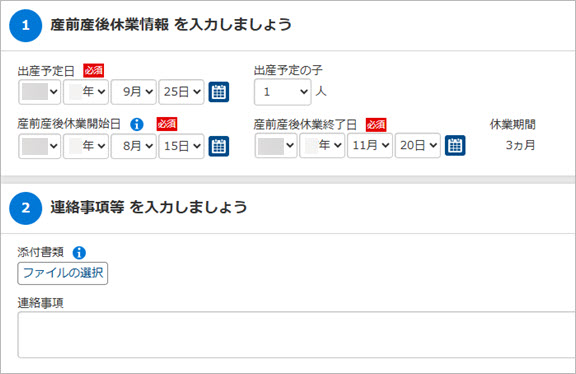 1 産前産後休業情報 を入力しましょう
出産予定日 必須 出産予定の子
年 9月 25日 1 人
産前産後休業開始日 i 必須 産前産後休業終了日 必須 休業期間
年 8月 15日 年 11月 20日 3ヵ月
2 連絡事項等 を入力しましょう
添付書類 i
ファイルの選択
連絡事項